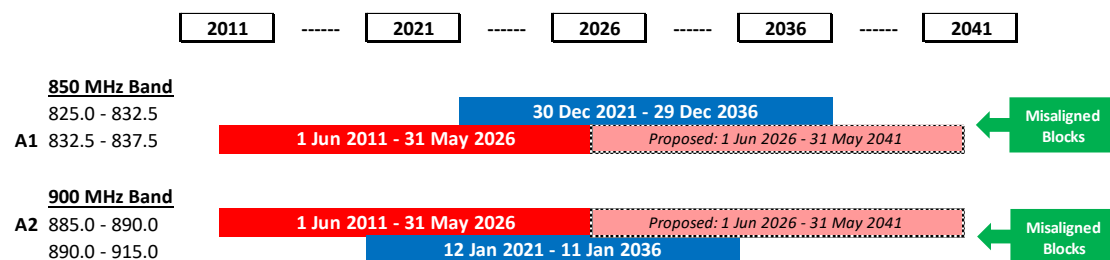 2011 ------ 2021 ------ 2026 ------ 2036 ------ 2041
850 MHz Band
825.0 - 832.5 30 Dec 2021 - 29 Dec 2036
A1 832.5 - 837.5 1 Jun 2011 - 31 May 2026 Proposed: 1 Jun 2026 - 31 May 2041
Misaligned
Blocks
900 MHz Band
A2 885.0 - 890.0 1 Jun 2011 - 31 May 2026 Proposed: 1 Jun 2026 - 31 May 2041
890.0 - 915.0 12 Jan 2021 - 11 Jan 2036
Misaligned
Blocks